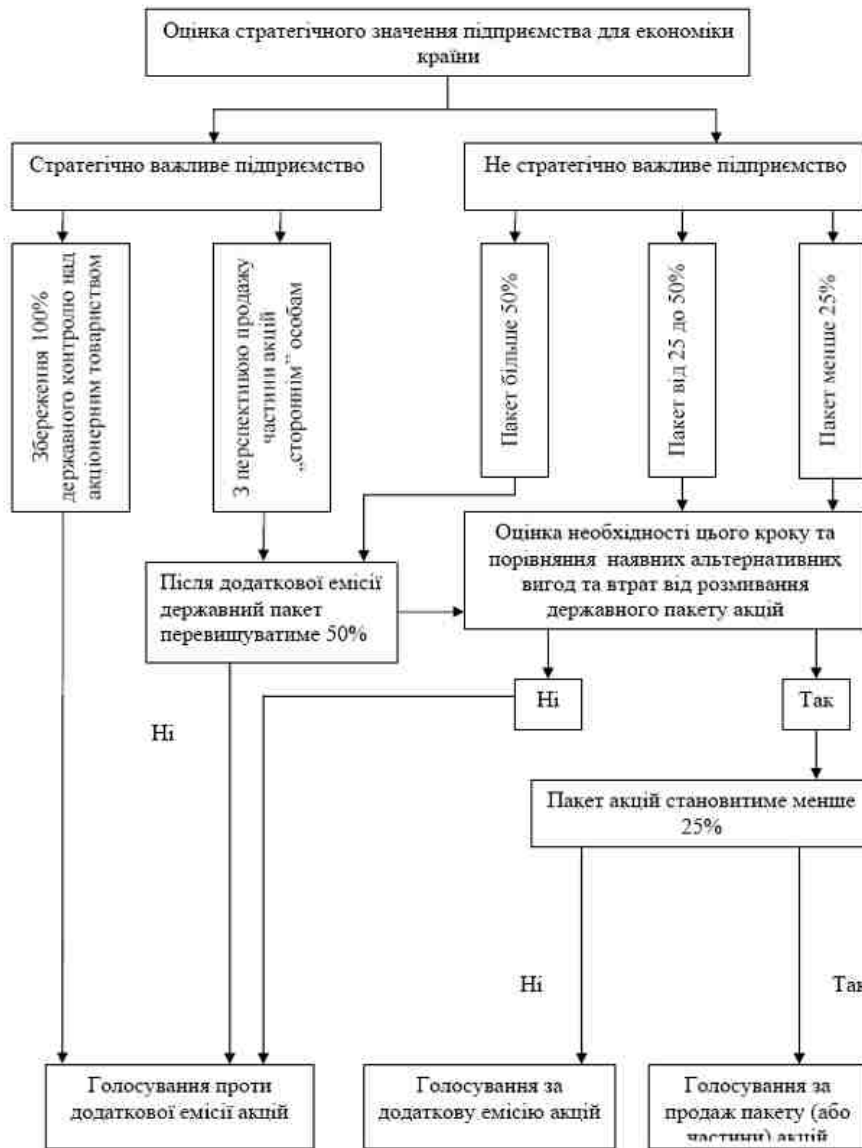 Оцінка стратегічного значення підприємства для економіки
країни
Стратегічно важливе підприємство
Не стратегічно важливе підприємство
Збереження 100%
державного контролю над
акціонерним товариством
З перспективою продажу
частини акцій
„стороннім” особам
Пакет більше 50%
Пакет від 25 до 50%
Пакет менше 25%
Після додаткової емісії
державний пакет
перевищуватиме 50%
Оцінка необхідності цього кроку та
порівняння наявних альтернативних
вигод та втрат від розмивання
державного пакету акцій
Ні
Ні
Так
Пакет акцій становитиме менше
25%
Ні
Так
Голосування проти
додаткової емісії акцій
Голосування за
додаткову емісію акцій
Голосування за
продаж пакету (або
частини) акцій